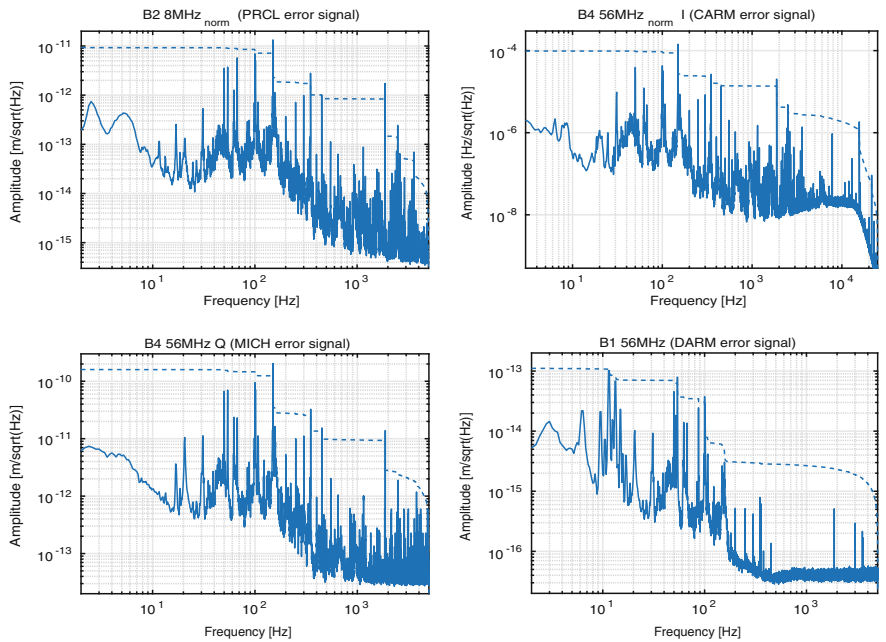 B2 8MHz_norm (PRCL error signal)
Amplitude [m/sqrt(Hz)]
10^-11
10^-12
10^-13
10^-14
10^-15
10^1
10^2
10^3
Frequency [Hz]
B4 56MHz_norm I (CARM error signal)
Amplitude [Hz/sqrt(Hz)]
10^-4
10^-6
10^-8
10^1
10^2
10^3
10^4
Frequency [Hz]
B4 56MHz Q (MICH error signal)
Amplitude [m/sqrt(Hz)]
10^-10
10^-11
10^-12
10^-13
10^1
10^2
10^3
Frequency [Hz]
B1 56MHz (DARM error signal)
Amplitude [m/sqrt(Hz)]
10^-13
10^-14
10^-15
10^-16
10^1
10^2
10^3
Frequency [Hz]